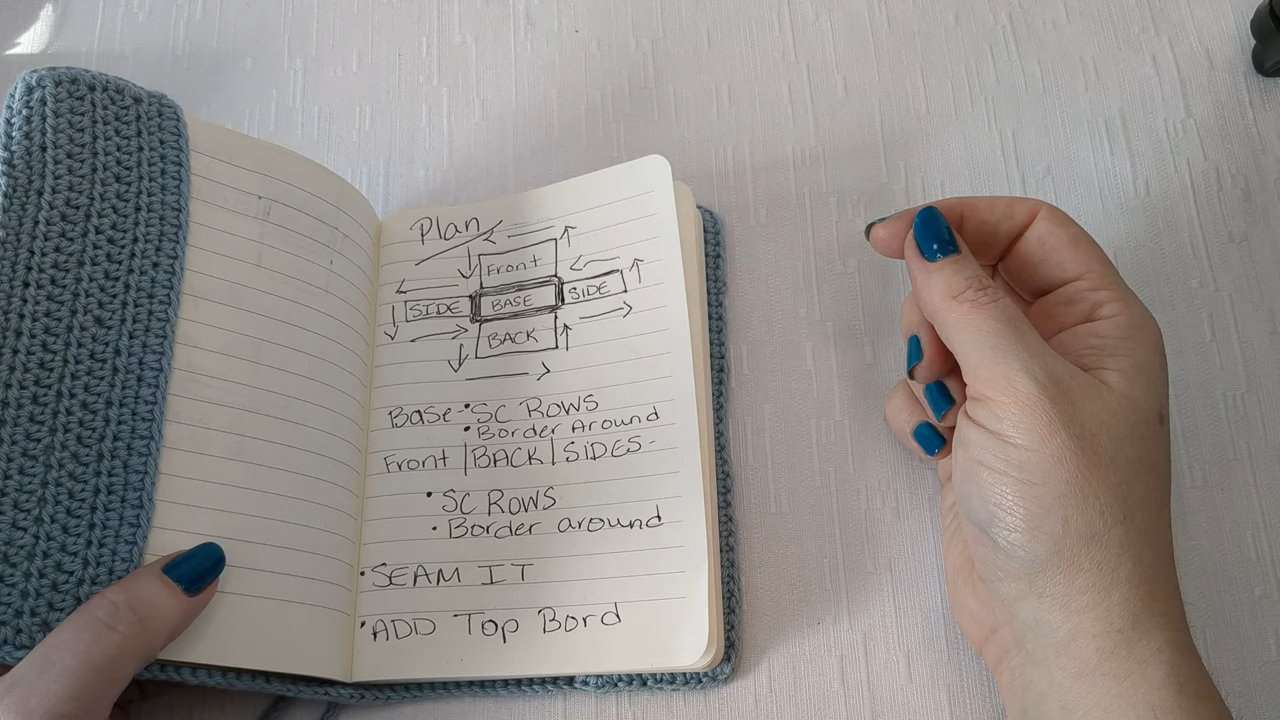 Plan
Front
SIDE BASE SIDE
BACK
Base-•SC ROWS
•Border Around
Front |BACK| SIDES-
•SC ROWS
•Border around
•SEAM IT
•ADD Top Bord